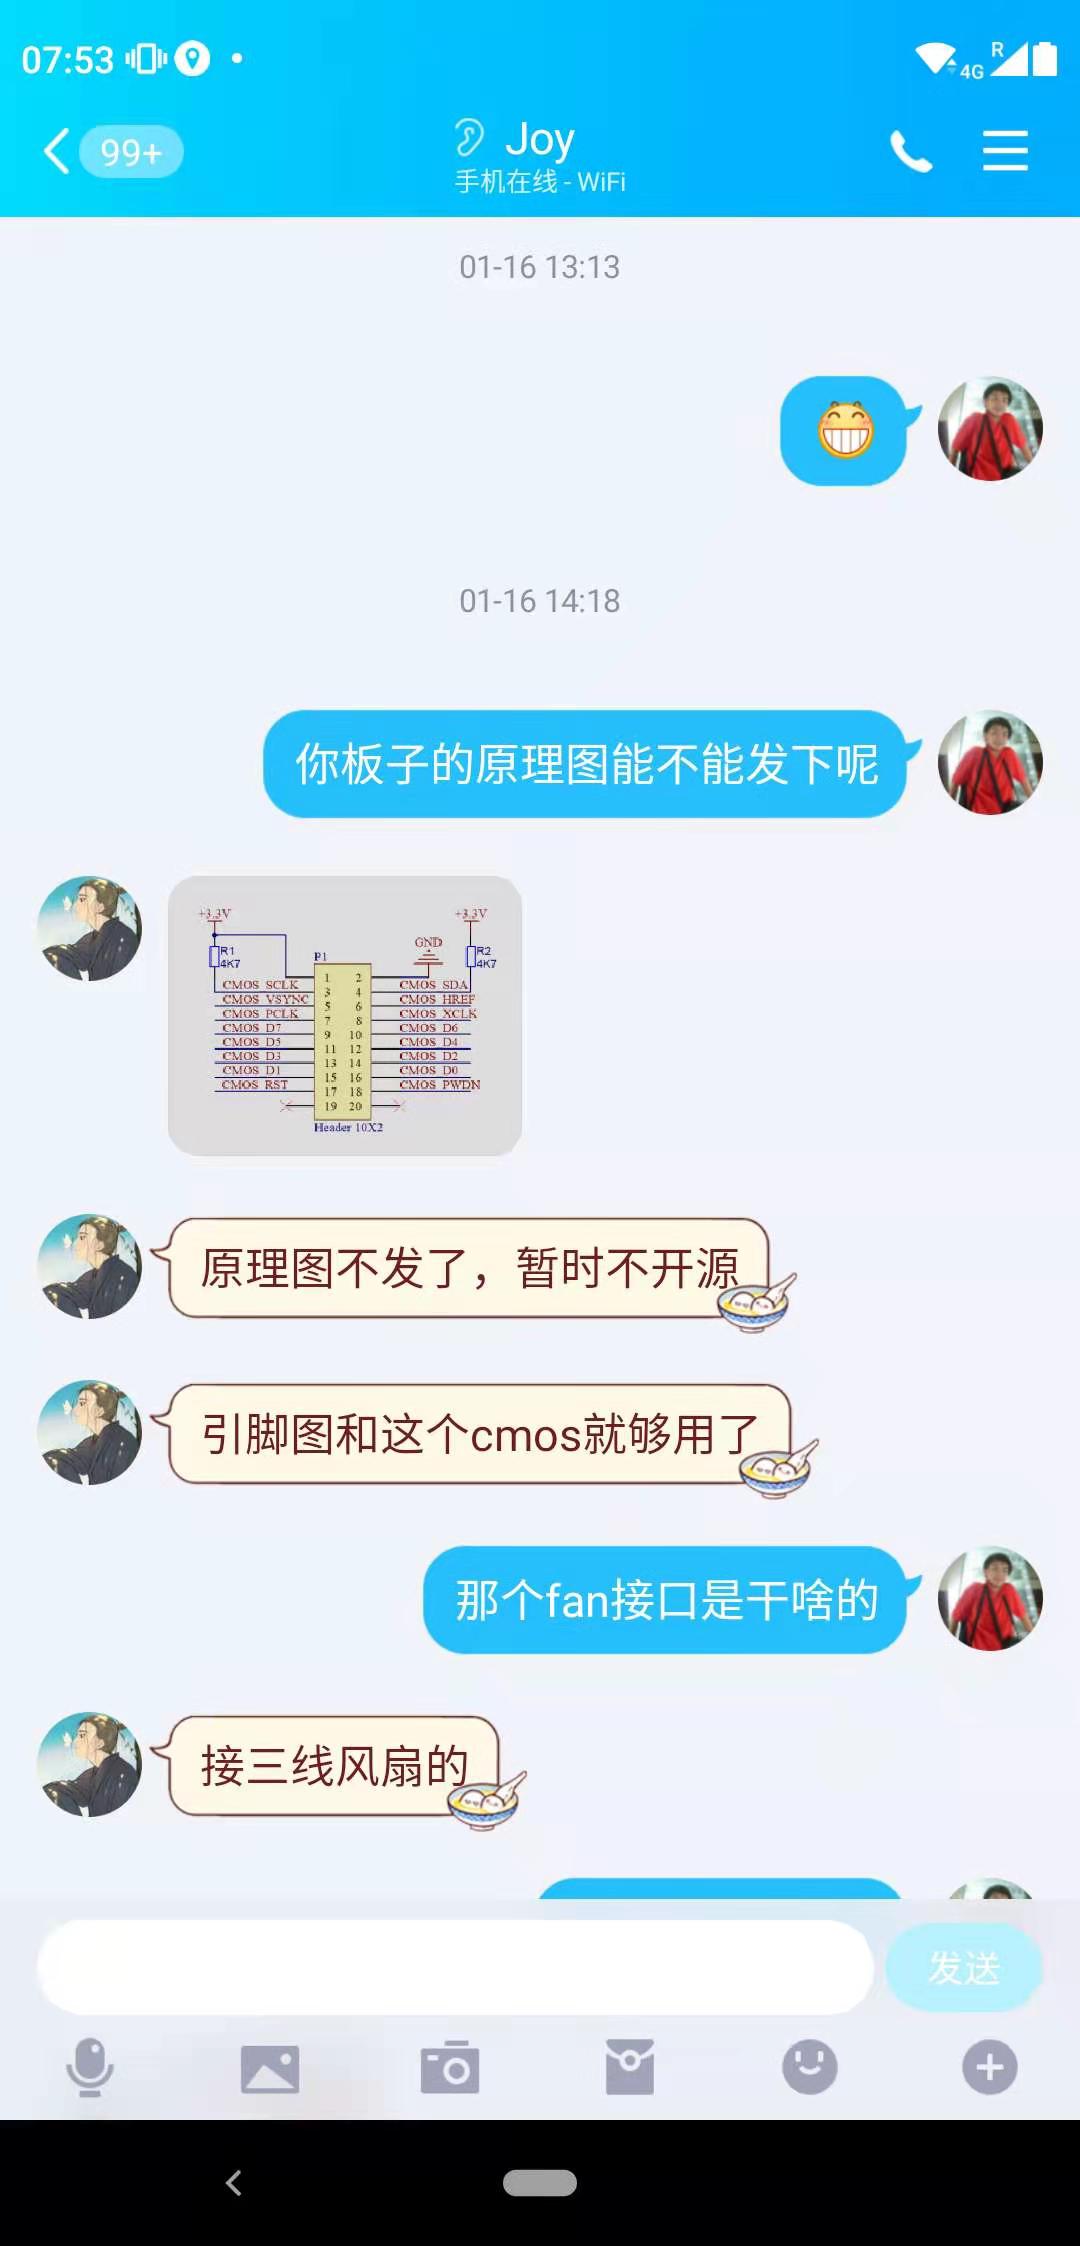 07:53
4G
R
99+
Joy
手机在线 - WiFi
01-16 13:13
01-16 14:18
你板子的原理图能不能发下呢
+3.3V
+3.3V
GND
R1
4K7
R2
4K7
P1
1 2
CMOS SCLK 3 4 CMOS SDA
CMOS VSYNC 5 6 CMOS HREF
CMOS PCLK 7 8 CMOS XCLK
CMOS D7 9 10 CMOS D6
CMOS D5 11 12 CMOS D4
CMOS D3 13 14 CMOS D2
CMOS D1 15 16 CMOS D0
CMOS RST 17 18 CMOS PWDN
19 20
Header 10X2
原理图不发了，暂时不开源
引脚图和这个cmos就够用了
那个fan接口是干啥的
接三线风扇的
发送